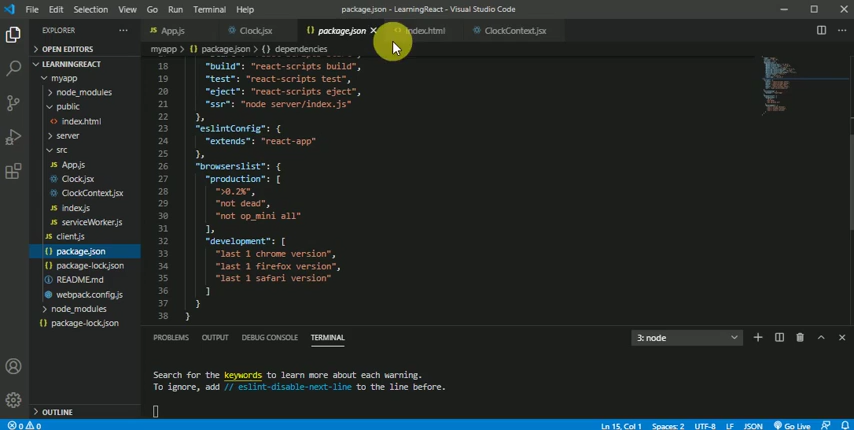 File Edit Selection View Go Run Terminal Help
package.json - LearningReact - Visual Studio Code
EXPLORER
OPEN EDITORS
LEARNINGREACT
myapp
node_modules
public
index.html
server
src
App.js
Clock.jsx
ClockContext.jsx
index.js
serviceWorker.js
client.js
package.json
package-lock.json
README.md
webpack.config.js
node_modules
package-lock.json
OUTLINE
App.js Clock.jsx package.json index.html ClockContext.jsx
myapp > {} package.json > {} dependencies
18 "build": "react-scripts build",
19 "test": "react-scripts test",
20 "eject": "react-scripts eject",
21 "ssr": "node server/index.js"
22 },
23 "eslintConfig": {
24 "extends": "react-app"
25 },
26 "browserslist": {
27 "production": [
28 ">0.2%",
29 "not dead",
30 "not op_mini all"
31 ],
32 "development": [
33 "last 1 chrome version",
34 "last 1 firefox version",
35 "last 1 safari version"
36 ]
37 }
38 }
PROBLEMS OUTPUT DEBUG CONSOLE TERMINAL
3: node
Search for the keywords to learn more about each warning.
To ignore, add // eslint-disable-next-line to the line before.
0 0
Ln 15, Col 1 Spaces: 2 UTF-8 LF JSON Go Live